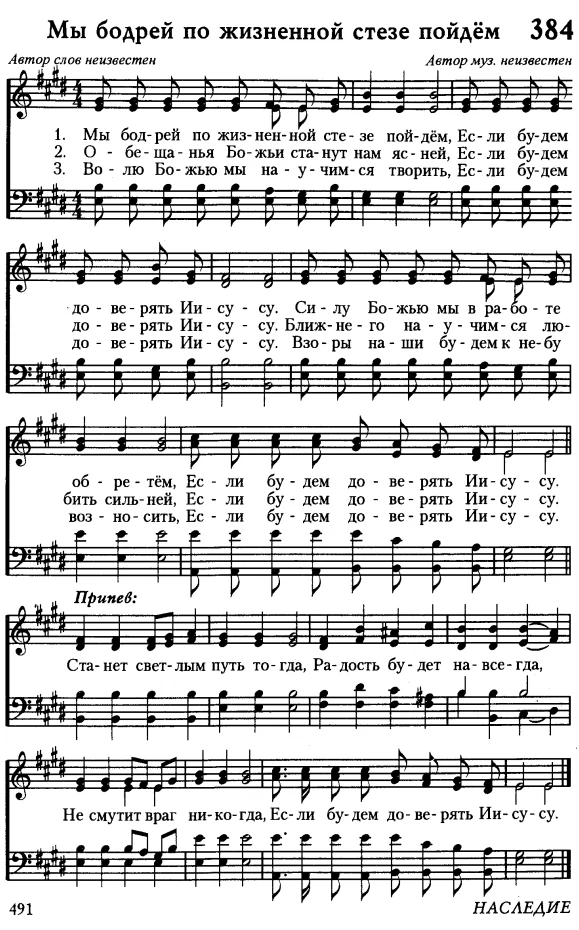 Мы бодрей по жизненной стезе пойдём 384
Автор слов неизвестен Автор муз. неизвестен
1. Мы бод-рей по жиз-нен-ной сте-зе пой-дём, Ес-ли бу-дем
2. О-бе-ща-нья Бо-жьи ста-нут нам яс-ней, Ес-ли бу-дем
3. Во-лю Бо-жью мы на-у-чим-ся творить, Ес-ли бу-дем
до-ве-рять Ии-су-су. Си-лу Бо-жью мы в ра-бо-те
до-ве-рять Ии-су-су. Ближ-не-го на-у-чим-ся лю-
до-ве-рять Ии-су-су. Взо-ры на-ши бу-дем к не-бу
об-ре-тём, Ес-ли бу-дем до-ве-рять Ии-су-су.
бить силь-ней, Ес-ли бу-дем до-ве-рять Ии-су-су.
воз-но-сить, Ес-ли бу-дем до-ве-рять Ии-су-су.
Припев:
Ста-нет свет-лым путь то-гда, Ра-дость бу-дет на-все-гда,
Не смутит враг ни-ко-гда, Ес-ли бу-дем до-ве-рять Ии-су-су.
491 НАСЛЕДИЕ